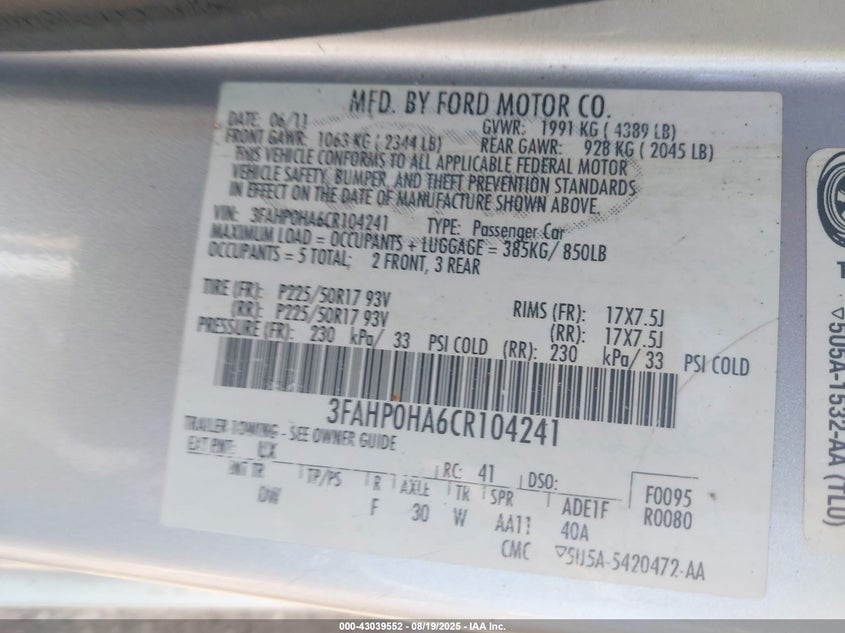 MFD. BY FORD MOTOR CO.
DATE: 06/11
GVWR: 1991 KG ( 4389 LB)
FRONT GAWR: 1063 KG ( 2344 LB)
REAR GAWR: 928 KG ( 2045 LB)
THIS VEHICLE CONFORMS TO ALL APPLICABLE FEDERAL MOTOR
VEHICLE SAFETY, BUMPER, AND THEFT PREVENTION STANDARDS
IN EFFECT ON THE DATE OF MANUFACTURE SHOWN ABOVE.
VIN: 3FAHP0HA6CR104241 TYPE: Passenger Car
MAXIMUM LOAD = OCCUPANTS + LUGGAGE = 385KG/ 850LB
OCCUPANTS = 5 TOTAL; 2 FRONT, 3 REAR
TIRE (FR): P225/50R17 93V RIMS (FR): 17X7.5J
(RR): P225/50R17 93V (RR): 17X7.5J
PRESSURE (FR): 230 kPa/ 33 PSI COLD (RR): 230 kPa/ 33 PSI COLD
3FAHP0HA6CR104241
TRAILER TOWING - SEE OWNER GUIDE
EXT PNT: UX RC: 41 DSO:
INT TR TP/PS R AXLE TR SPR ADE1F F0095
DW F 30 W AA11 40A R0080
CMC ▽5U5A-5420472-AA
▽5U5A-1532-AA (TL0)
000-43039552 - 08/19/2025 - IAA Inc.